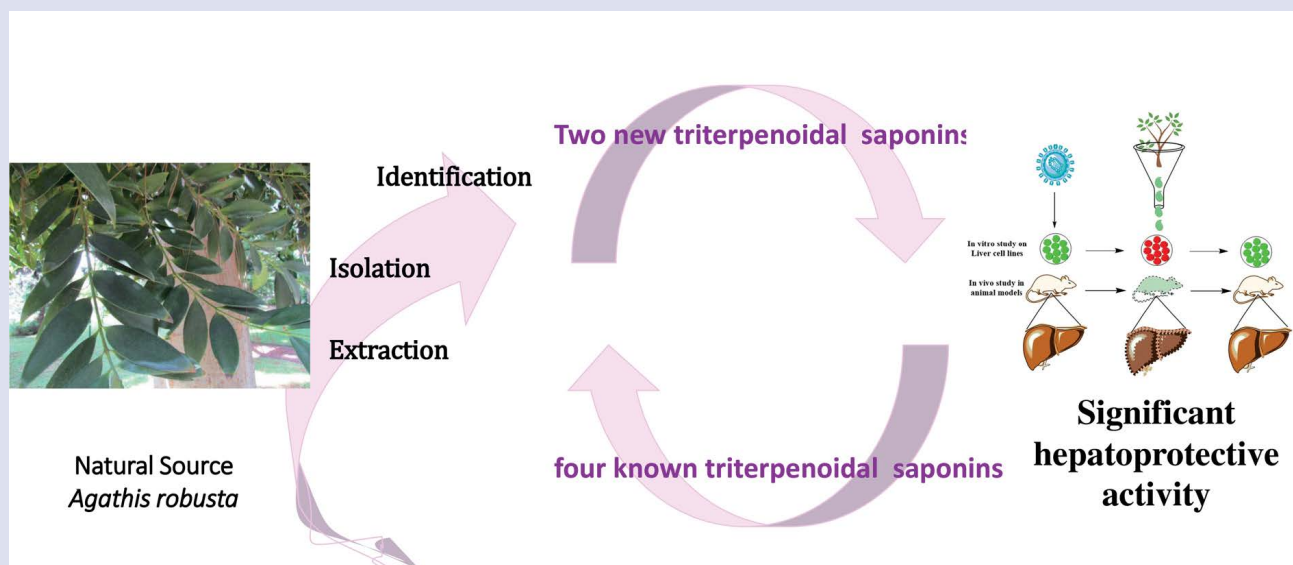 Identification
Isolation
Extraction
Natural Source
Agathis robusta
Two new triterpenoidal saponins
four known triterpenoidal saponins
In vitro study on
Liver cell lines
In vivo study in
animal models
Significant
hepatoprotective
activity